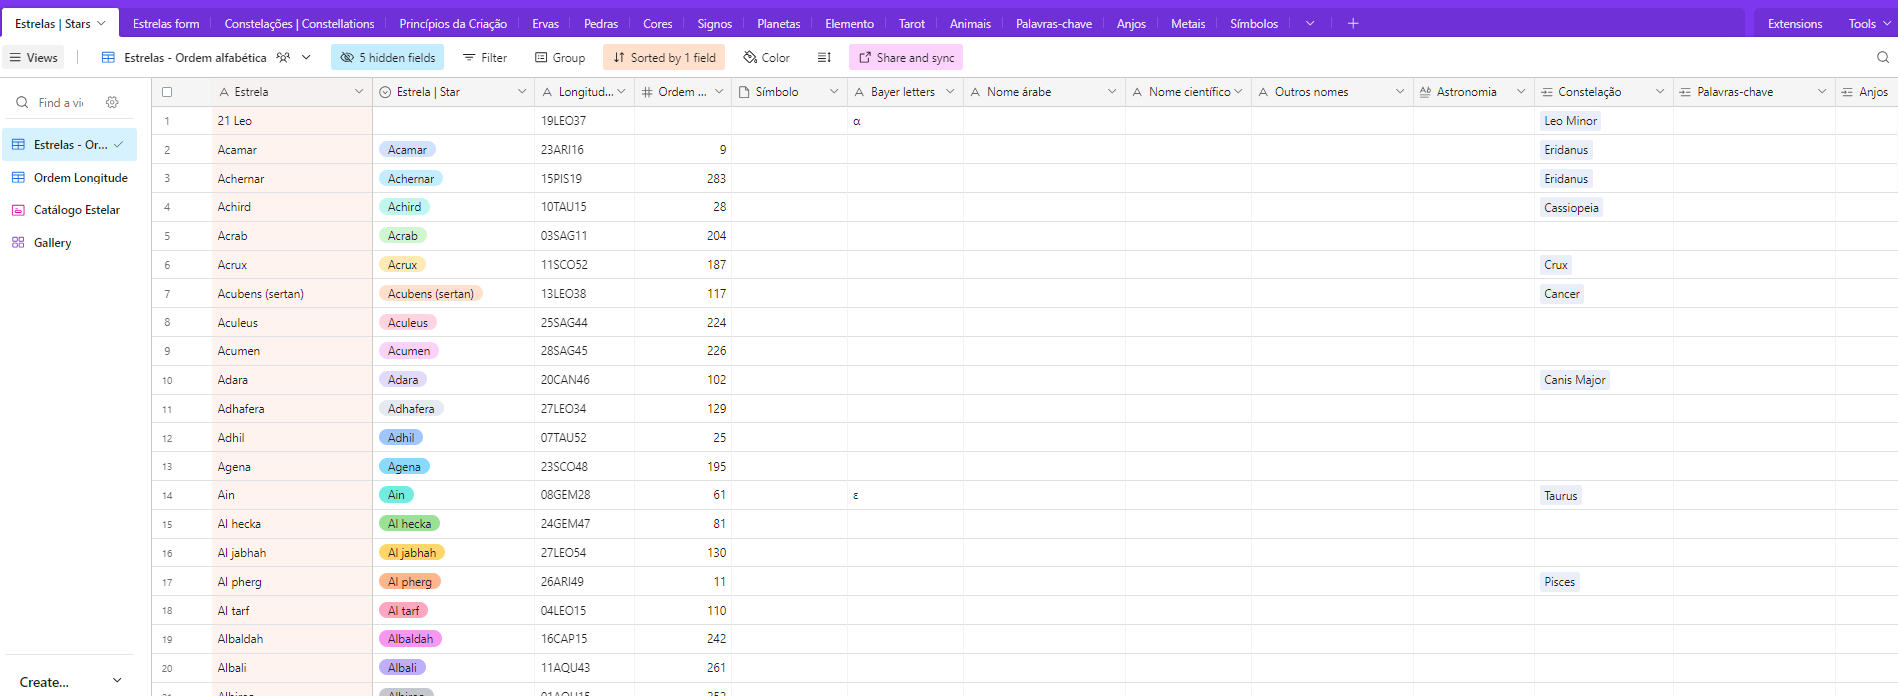 Estrelas | Stars Estrelas form Constelações | Constellations Princípios da Criação Ervas Pedras Cores Signos Planetas Elemento Tarot Animais Palavras-chave Anjos Metais Símbolos Extensions Tools
Views Estrelas - Ordem alfabética 5 hidden fields Filter Group Sorted by 1 field Color Share and sync
Find a vi
Estrelas - Or...
Ordem Longitude
Catálogo Estelar
Gallery
Create...
Estrela Estrela | Star Longitud... Ordem ... Símbolo Bayer letters Nome árabe Nome científico Outros nomes Astronomia Constelação Palavras-chave Anjos
1 21 Leo 19LEO37 α Leo Minor
2 Acamar Acamar 23ARI16 9 Eridanus
3 Achernar Achernar 15PIS19 283 Eridanus
4 Achird Achird 10TAU15 28 Cassiopeia
5 Acrab Acrab 03SAG11 204
6 Acrux Acrux 11SCO52 187 Crux
7 Acubens (sertan) Acubens (sertan) 13LEO38 117 Cancer
8 Aculeus Aculeus 25SAG44 224
9 Acumen Acumen 28SAG45 226
10 Adara Adara 20CAN46 102 Canis Major
11 Adhafera Adhafera 27LEO34 129
12 Adhil Adhil 07TAU52 25
13 Agena Agena 23SCO48 195
14 Ain Ain 08GEM28 61 ε Taurus
15 Al hecka Al hecka 24GEM47 81
16 Al jabhah Al jabhah 27LEO54 130
17 Al pherg Al pherg 26ARI49 11 Pisces
18 Al tarf Al tarf 04LEO15 110
19 Albaldah Albaldah 16CAP15 242
20 Albali Albali 11AQU43 261